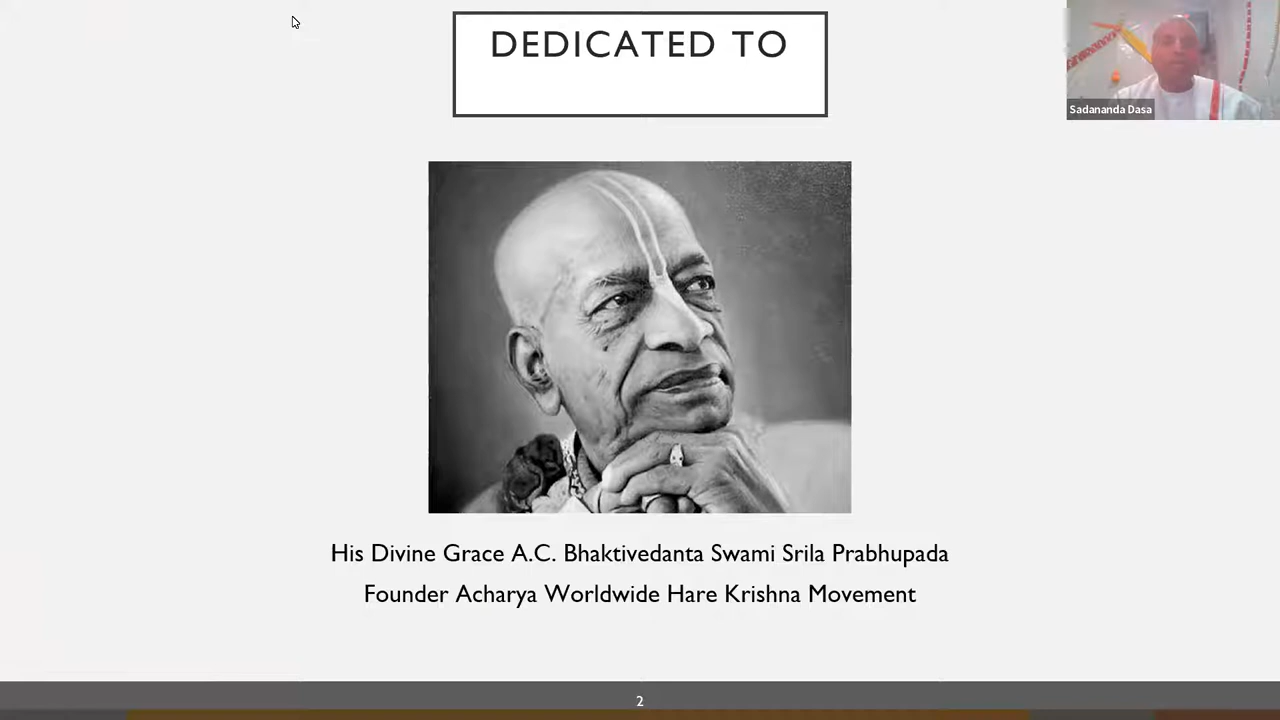 DEDICATED TO
Sadananda Dasa
His Divine Grace A.C. Bhaktivedanta Swami Srila Prabhupada
Founder Acharya Worldwide Hare Krishna Movement
2